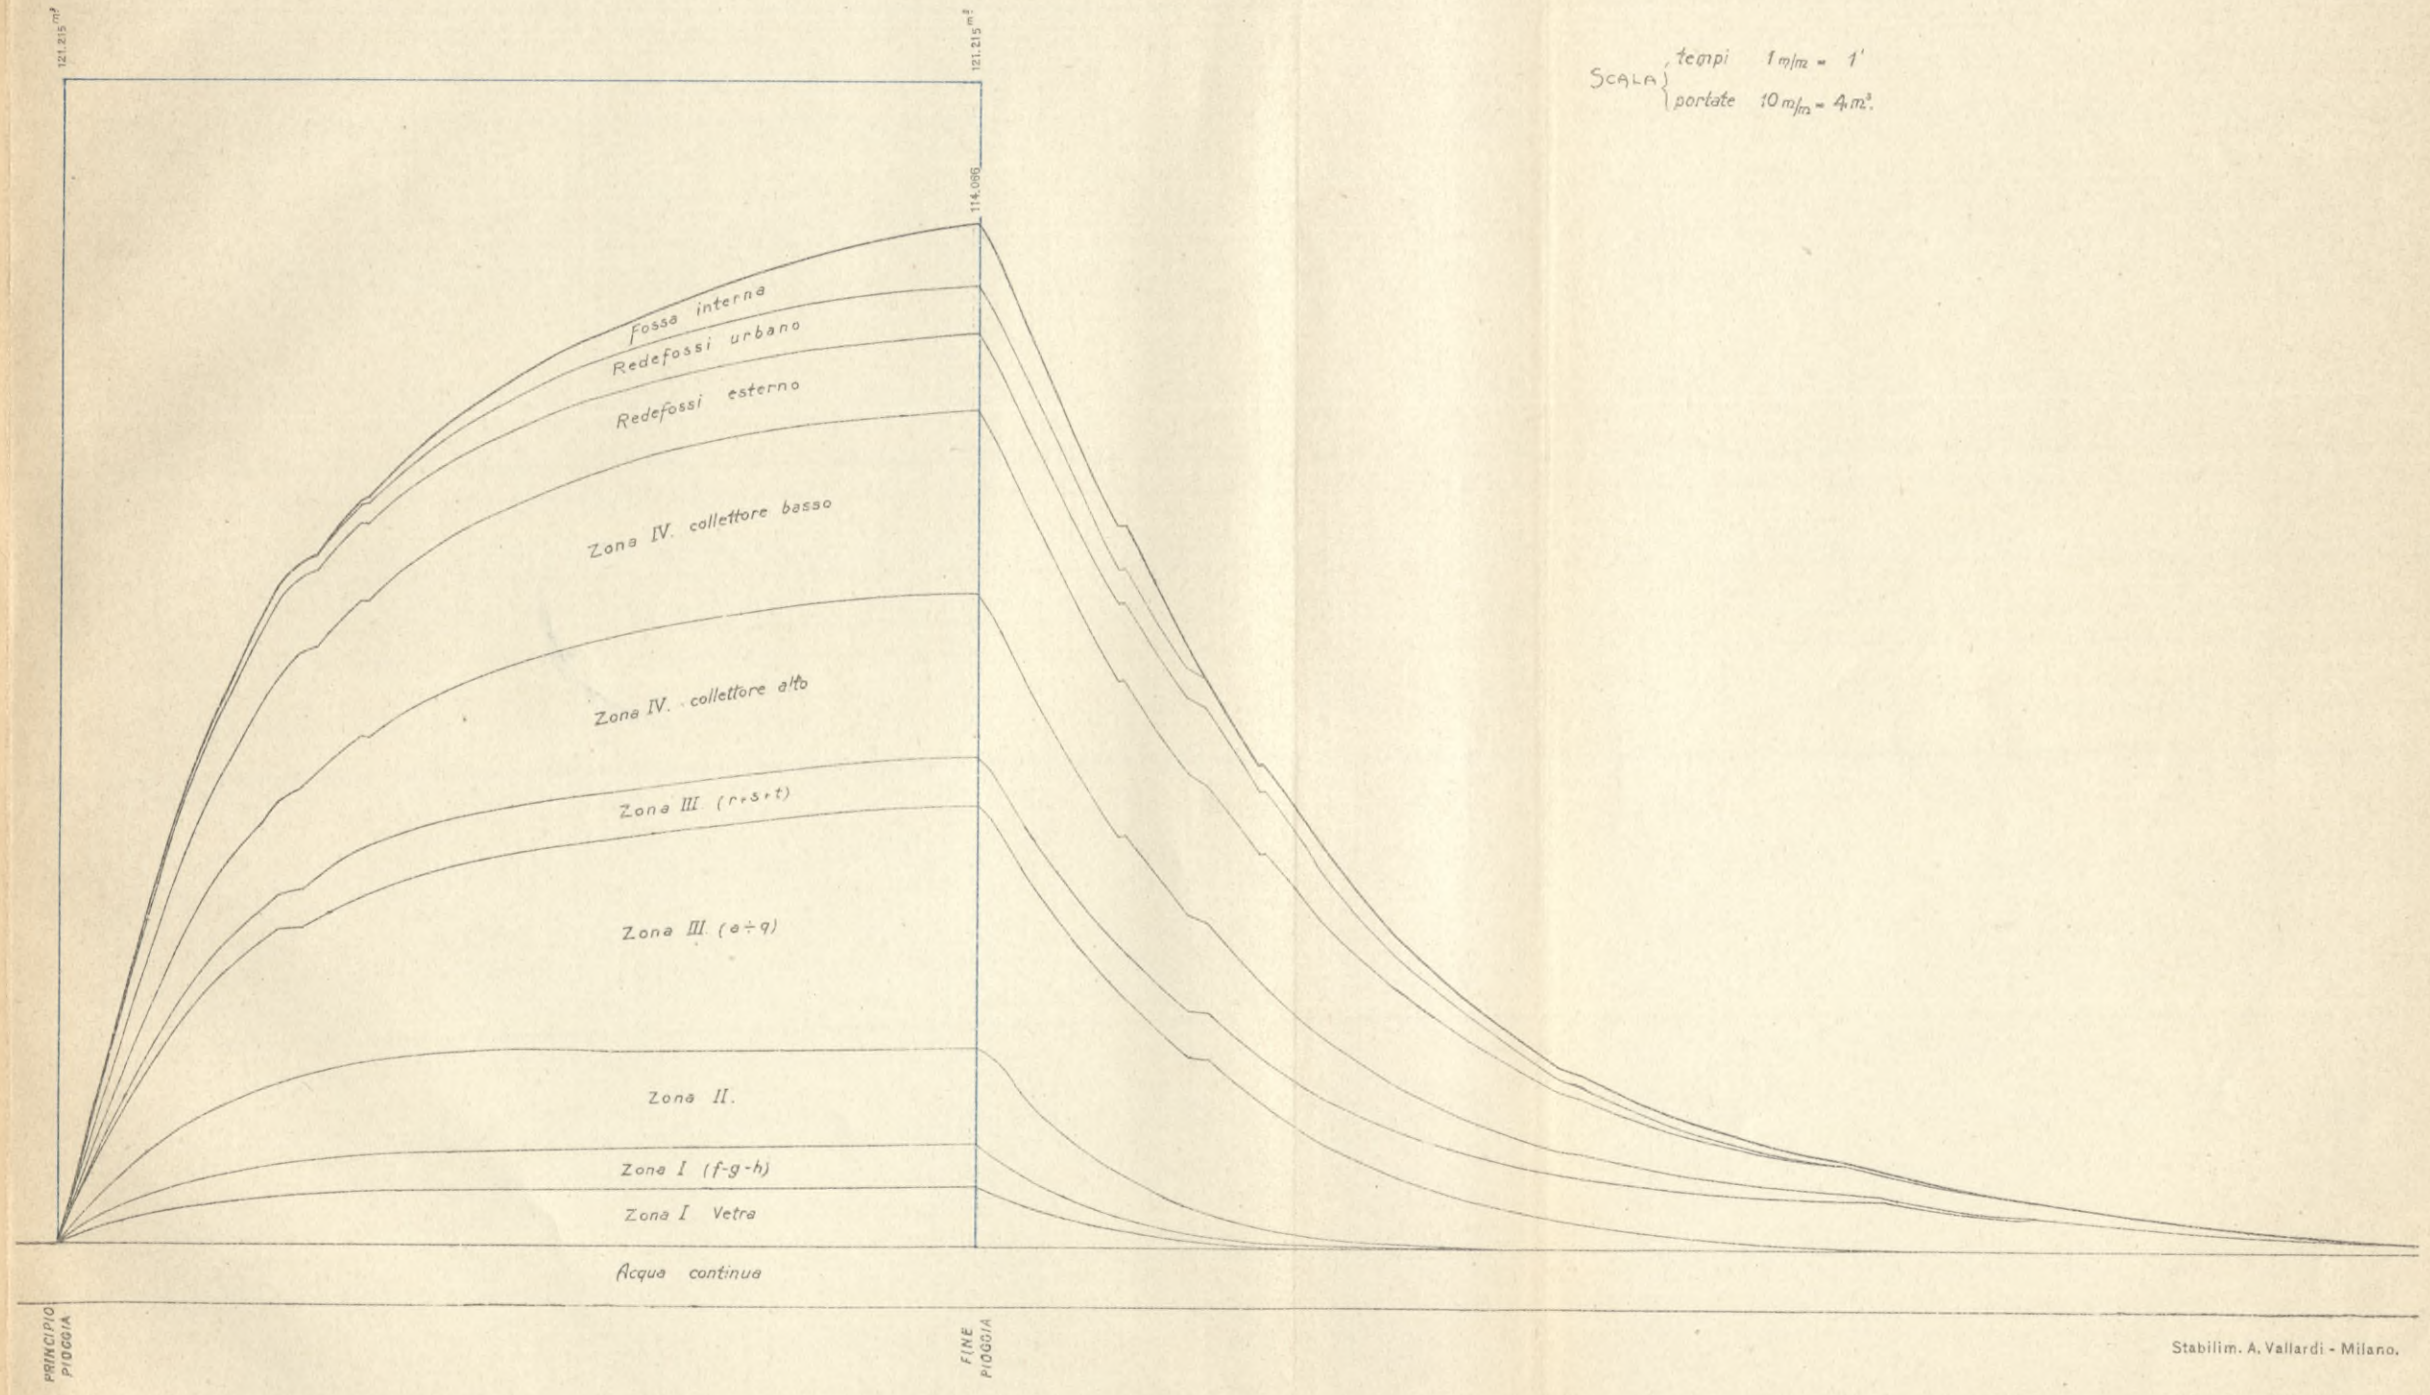 121.215 m³
121.215 m³
SCALA { tempi 1 m/m = 1'
portate 10 m/m = 4 m³.
114.086
Fossa interna
Redefossi urbano
Redefossi esterno
Zona IV. collettore basso
Zona IV. collettore alto
Zona III. (r+s+t)
Zona III. (a÷q)
Zona II.
Zona I (f-g-h)
Zona I Vetra
Acqua continua
PRINCIPIO
PIOGGIA
FINE
PIOGGIA
Stabilim. A. Vallardi - Milano.